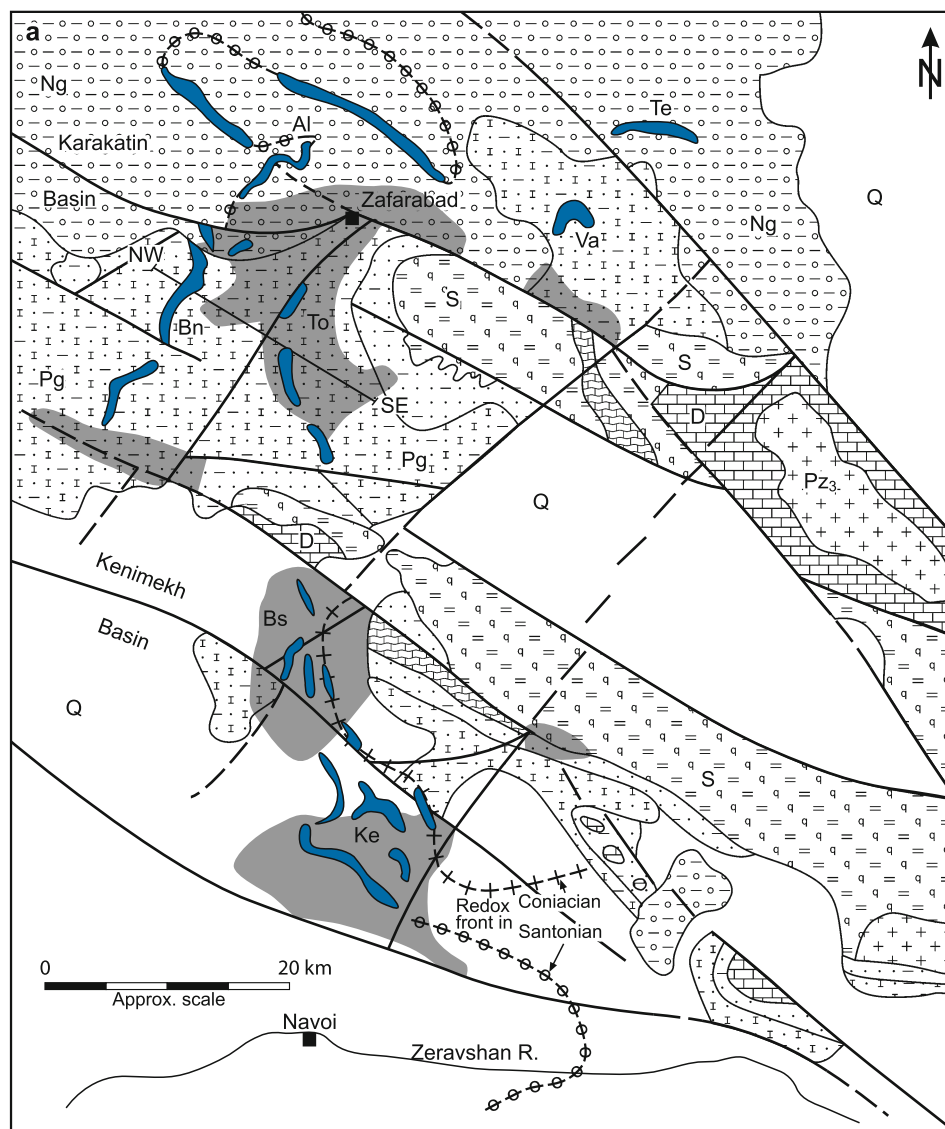 a
N
Ng
Te
Al
Karakatin
Basin
Zafarabad
Q
Va
Ng
NW
S
Bn
To
S
Pg
SE
D
Pg
Pz3
Q
D
Kenimekh
Bs
Basin
Q
S
Ke
Redox
front in
Coniacian
Santonian
0
20 km
Approx. scale
Navoi
Zeravshan R.